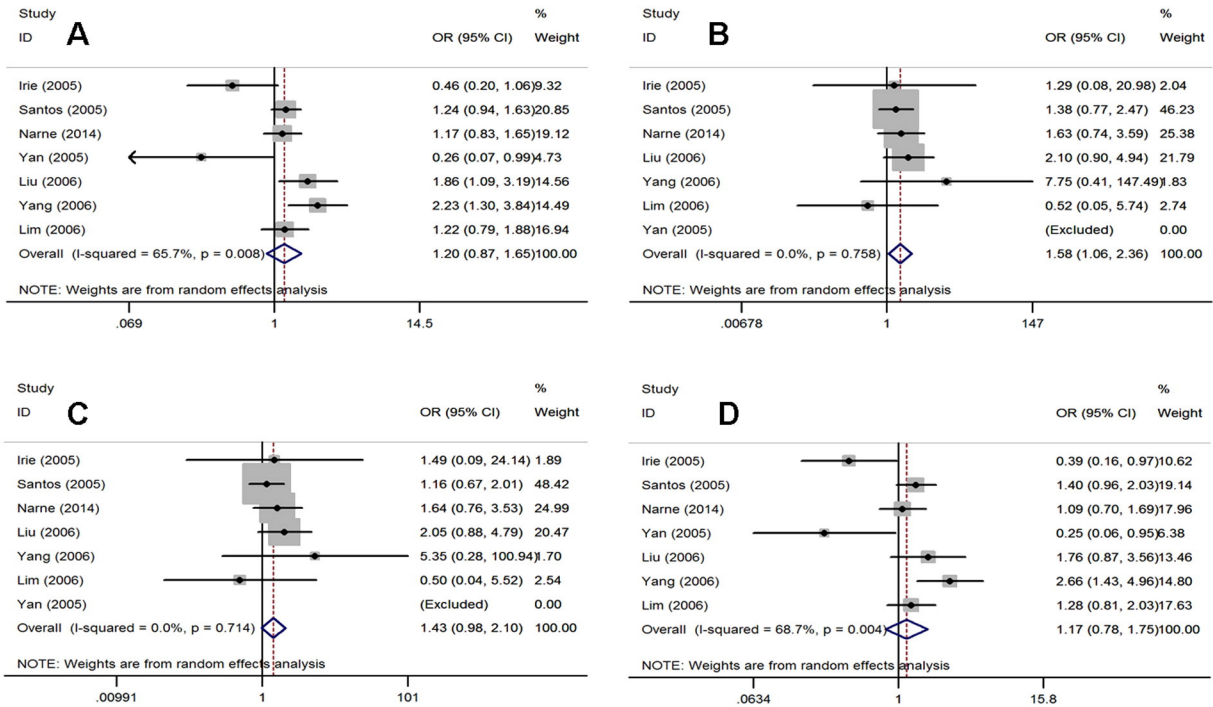 Study %
ID A OR (95% CI) Weight
Irie (2005) 0.46 (0.20, 1.06)9.32
Santos (2005) 1.24 (0.94, 1.63)20.85
Narne (2014) 1.17 (0.83, 1.65)19.12
Yan (2005) 0.26 (0.07, 0.99)4.73
Liu (2006) 1.86 (1.09, 3.19)14.56
Yang (2006) 2.23 (1.30, 3.84)14.49
Lim (2006) 1.22 (0.79, 1.88)16.94
Overall (I-squared = 65.7%, p = 0.008) 1.20 (0.87, 1.65)100.00
NOTE: Weights are from random effects analysis
.069 1 14.5
Study %
ID B OR (95% CI) Weight
Irie (2005) 1.29 (0.08, 20.98) 2.04
Santos (2005) 1.38 (0.77, 2.47) 46.23
Narne (2014) 1.63 (0.74, 3.59) 25.38
Liu (2006) 2.10 (0.90, 4.94) 21.79
Yang (2006) 7.75 (0.41, 147.49)1.83
Lim (2006) 0.52 (0.05, 5.74) 2.74
Yan (2005) (Excluded) 0.00
Overall (I-squared = 0.0%, p = 0.758) 1.58 (1.06, 2.36) 100.00
NOTE: Weights are from random effects analysis
.00678 1 147
Study %
ID C OR (95% CI) Weight
Irie (2005) 1.49 (0.09, 24.14) 1.89
Santos (2005) 1.16 (0.67, 2.01) 48.42
Narne (2014) 1.64 (0.76, 3.53) 24.99
Liu (2006) 2.05 (0.88, 4.79) 20.47
Yang (2006) 5.35 (0.28, 100.94)1.70
Lim (2006) 0.50 (0.04, 5.52) 2.54
Yan (2005) (Excluded) 0.00
Overall (I-squared = 0.0%, p = 0.714) 1.43 (0.98, 2.10) 100.00
NOTE: Weights are from random effects analysis
.00991 1 101
Study %
ID D OR (95% CI) Weight
Irie (2005) 0.39 (0.16, 0.97)10.62
Santos (2005) 1.40 (0.96, 2.03)19.14
Narne (2014) 1.09 (0.70, 1.69)17.96
Yan (2005) 0.25 (0.06, 0.95)6.38
Liu (2006) 1.76 (0.87, 3.56)13.46
Yang (2006) 2.66 (1.43, 4.96)14.80
Lim (2006) 1.28 (0.81, 2.03)17.63
Overall (I-squared = 68.7%, p = 0.004) 1.17 (0.78, 1.75)100.00
NOTE: Weights are from random effects analysis
.0634 1 15.8